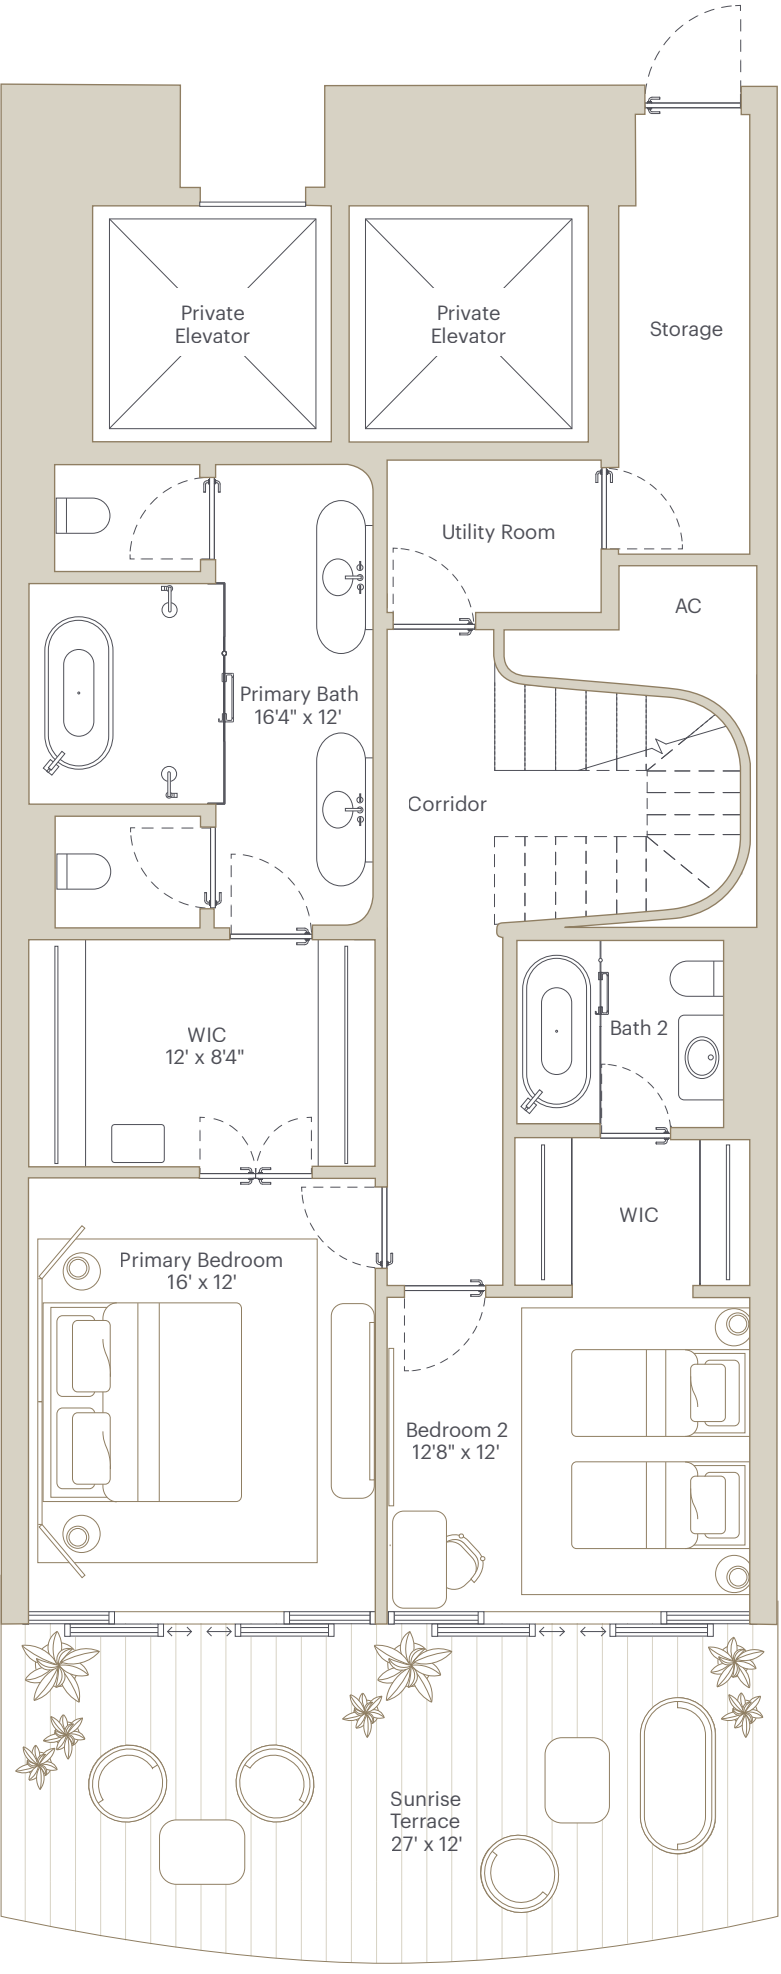 Private
Elevator
Private
Elevator
Storage
Utility Room
AC
Primary Bath
16'4" x 12'
Corridor
WIC
12' x 8'4"
Bath 2
WIC
Primary Bedroom
16' x 12'
Bedroom 2
12'8" x 12'
Sunrise
Terrace
27' x 12'